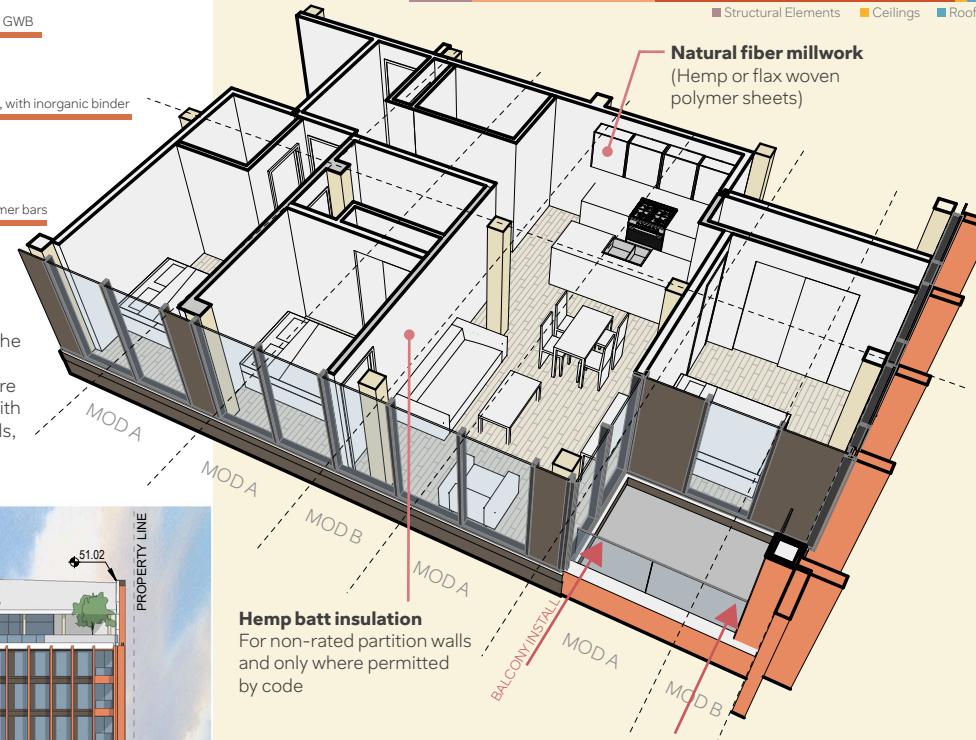 GWB
, with inorganic binder
mer bars
he
re
ith
ls,
Structural Elements
Ceilings
Roof
Natural fiber millwork
(Hemp or flax woven
polymer sheets)
MOD A
MOD A
MOD B
MOD A
MOD A
MOD B
BALCONY INSTALL
Hemp batt insulation
For non-rated partition walls
and only where permitted
by code
51.02
PROPERTY LINE